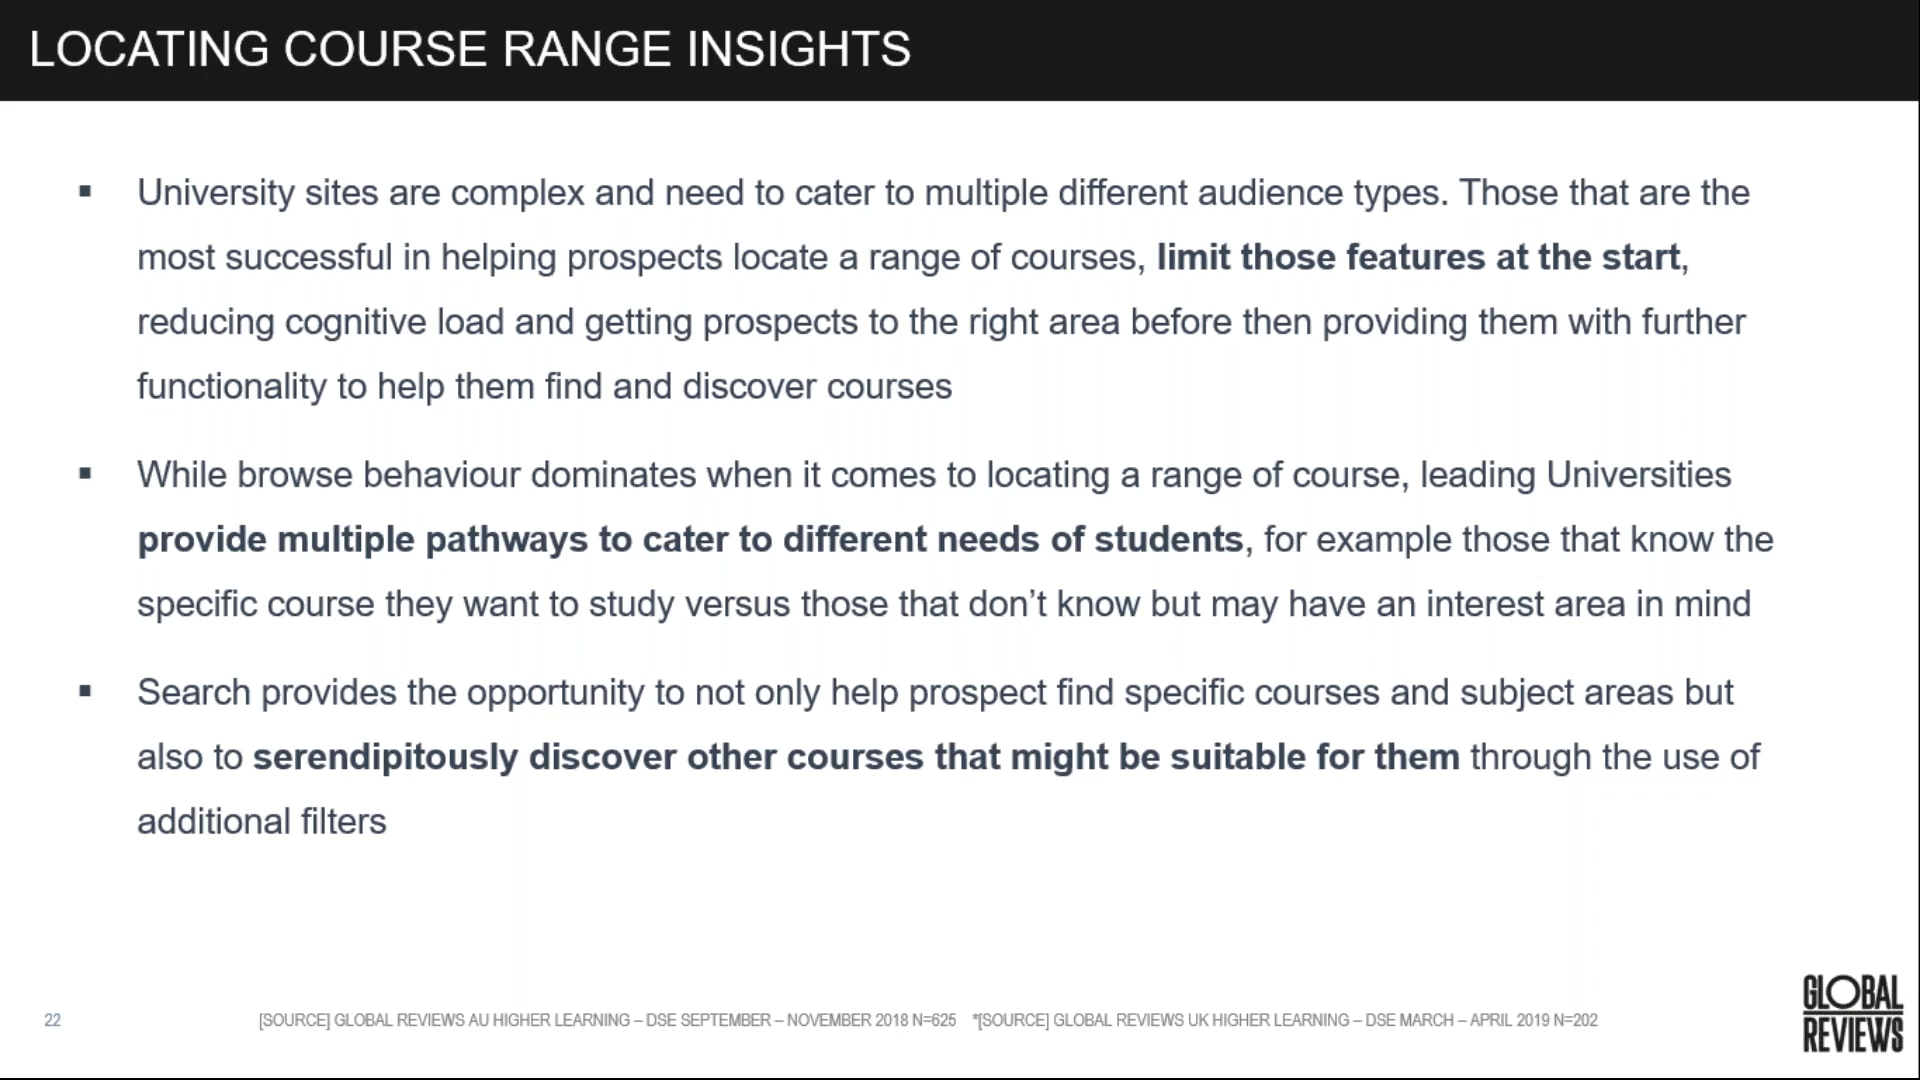 LOCATING COURSE RANGE INSIGHTS
▪ University sites are complex and need to cater to multiple different audience types. Those that are the
most successful in helping prospects locate a range of courses, limit those features at the start,
reducing cognitive load and getting prospects to the right area before then providing them with further
functionality to help them find and discover courses
▪ While browse behaviour dominates when it comes to locating a range of course, leading Universities
provide multiple pathways to cater to different needs of students, for example those that know the
specific course they want to study versus those that don’t know but may have an interest area in mind
▪ Search provides the opportunity to not only help prospect find specific courses and subject areas but
also to serendipitously discover other courses that might be suitable for them through the use of
additional filters
22
[SOURCE] GLOBAL REVIEWS AU HIGHER LEARNING – DSE SEPTEMBER – NOVEMBER 2018 N=625 *[SOURCE] GLOBAL REVIEWS UK HIGHER LEARNING – DSE MARCH – APRIL 2019 N=202
GLOBAL
REVIEWS